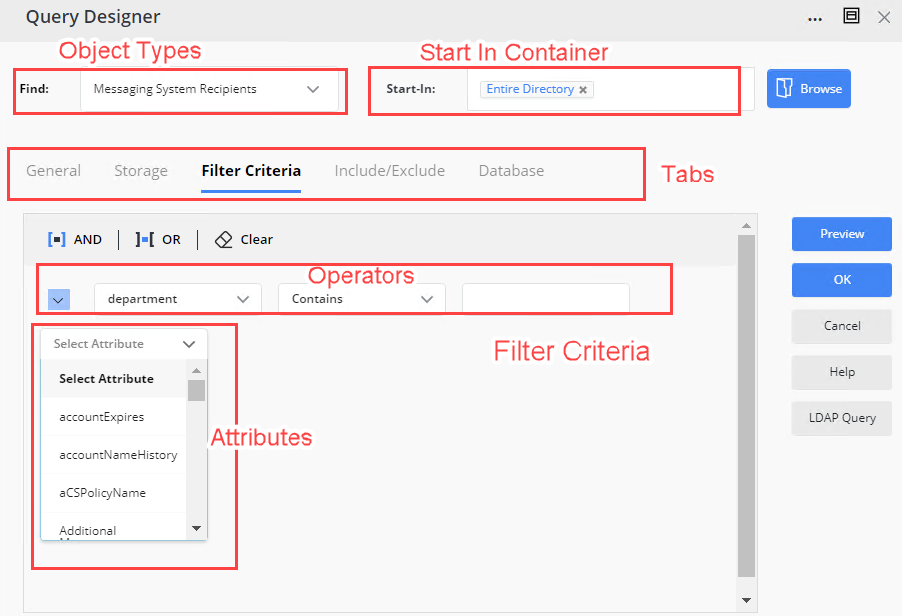 Query Designer
...
Object Types
Start In Container
Find:
Messaging System Recipients
Start-In:
Entire Directory
Browse
General
Storage
Filter Criteria
Include/Exclude
Database
Tabs
AND
OR
Clear
Preview
Operators
OK
department
Contains
Cancel
Select Attribute
Filter Criteria
Help
Select Attribute
accountExpires
LDAP Query
Attributes
accountNameHistory
aCSPolicyName
Additional